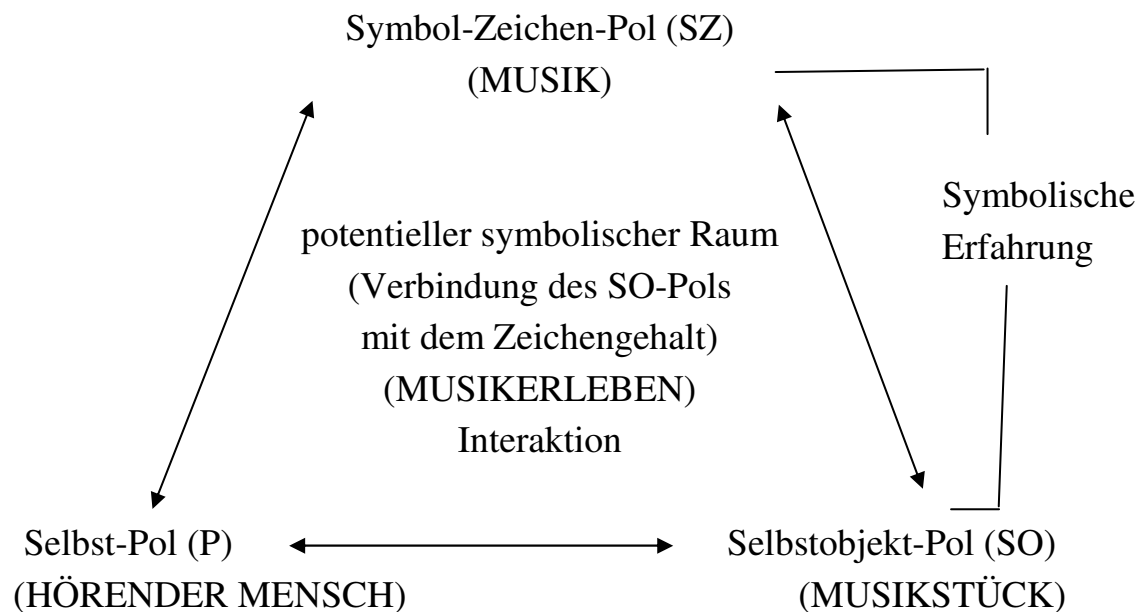 Symbol-Zeichen-Pol (SZ)
(MUSIK)
Symbolische
Erfahrung
potentieller symbolischer Raum
(Verbindung des SO-Pols
mit dem Zeichengehalt)
(MUSIKERLEBEN)
Interaktion
Selbst-Pol (P)
(HÖRENDER MENSCH)
Selbstobjekt-Pol (SO)
(MUSIKSTÜCK)